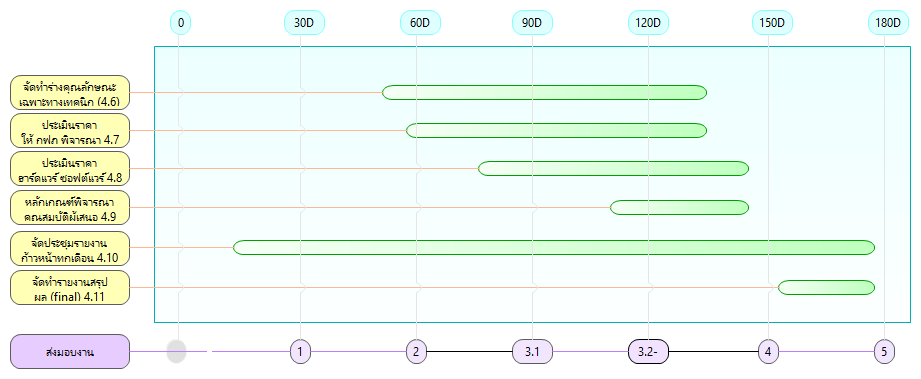 0 30D 60D 90D 120D 150D 180D
จัดทำร่างคุณลักษณะ
เฉพาะทางเทคนิก (4.6)
ประเมินราคา
ให้ กฟภ พิจารณา 4.7
ประเมินราคา
ฮาร์ดแวร์ ซอฟต์แวร์ 4.8
หลักเกณฑ์พิจารณา
คุณสมบัติผู้เสนอ 4.9
จัดประชุมรายงาน
ก้าวหน้าทุกเดือน 4.10
จัดทำรายงานสรุป
ผล (final) 4.11
ส่งมอบงาน 1 2 3.1 3.2- 4 5